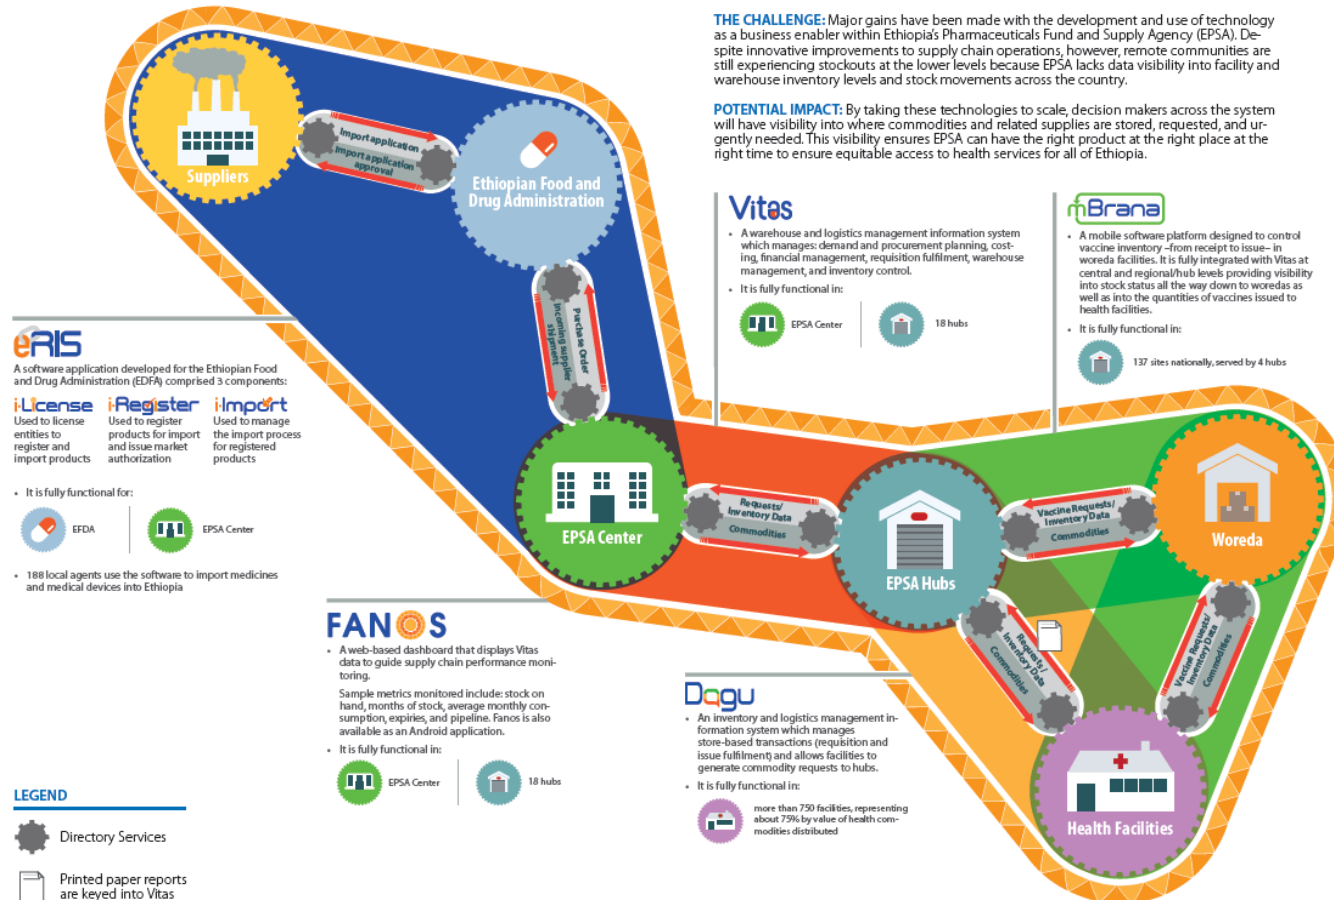 THE CHALLENGE: Major gains have been made with the development and use of technology
as a business enabler within Ethiopia's Pharmaceuticals Fund and Supply Agency (EPSA). De-
spite innovative improvements to supply chain operations, however, remote communities are
still experiencing stockouts at the lower levels because EPSA lacks data visibility into facility and
warehouse inventory levels and stock movements across the country.
POTENTIAL IMPACT: By taking these technologies to scale, decision makers across the system
will have visibility into where commodities and related supplies are stored, requested, and ur-
gently needed. This visibility ensures EPSA can have the right product at the right place at the
right time to ensure equitable access to health services for all of Ethiopia.
Suppliers
Import application
Import application
approval
Ethiopian Food and
Drug Administration
Purchase Order
Incoming supplier
shipment
EPSA Center
Requests/
Inventory Data
Commodities
EPSA Hubs
Vaccine Requests/
Inventory Data
Commodities
Woreda
Requests /
Inventory Data
Commodities
Vaccine Requests/
Inventory Data
Commodities
Health Facilities
Vitas
• A warehouse and logistics management information system
which manages: demand and procurement planning, cost-
ing, financial management, requisition fulfilment, warehouse
management, and inventory control.
• It is fully functional in:
EPSA Center
18 hubs
mBrana
• A mobile software platform designed to control
vaccine inventory –from receipt to issue– in
woreda facilities. It is fully integrated with Vitas at
central and regional/hub levels providing visibility
into stock status all the way down to woredas as
well as into the quantities of vaccines issued to
health facilities.
• It is fully functional in:
137 sites nationally, served by 4 hubs
eRIS
A software application developed for the Ethiopian Food
and Drug Administration (EDFA) comprised 3 components:
i-License
Used to license
entities to
register and
import products
i-Register
Used to register
products for import
and issue market
authorization
i-Import
Used to manage
the import process
for registered
products
• It is fully functional for:
EFDA
EPSA Center
• 188 local agents use the software to import medicines
and medical devices into Ethiopia
FANOS
• A web-based dashboard that displays Vitas
data to guide supply chain performance moni-
toring.
Sample metrics monitored include: stock on
hand, months of stock, average monthly con-
sumption, expiries, and pipeline. Fanos is also
available as an Android application.
• It is fully functional in:
EPSA Center
18 hubs
Dagu
• An inventory and logistics management in-
formation system which manages
store-based transactions (requisition and
issue fulfilment) and allows facilities to
generate commodity requests to hubs.
• It is fully functional in:
more than 750 facilities, representing
about 75% by value of health com-
modities distributed
LEGEND
Directory Services
Printed paper reports
are keyed into Vitas